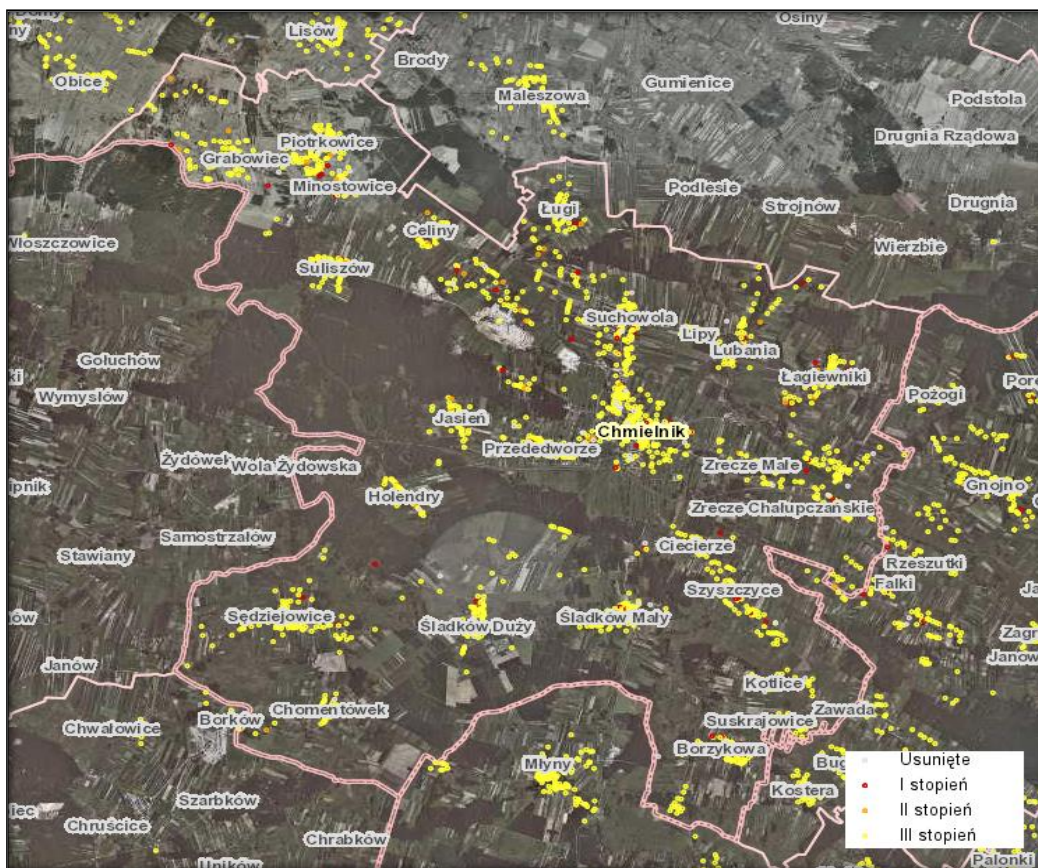 Lisów
Osiny
Brody
Obice
Gumienice
Maleszowa
Podstoła
Drugnia Rządowa
Piotrkowice
Grabowiec
Minostowice
Podlesie
Strojnów
Drugnia
Ługi
Celiny
Włoszczowice
Wierzbie
Suliszów
Suchowola
Lipy
Lubania
Gołuchów
Łagiewniki
Wymysłów
Pożogi
Jasień
Chmielnik
Przededworze
Żydówek
Wola Żydowska
Zrecze Małe
Gnojno
Holendry
Zrecze Chałupczańskie
Samostrzałów
Stawiany
Ciecierze
Rzeszutki
Falki
Szyszczyce
Sędziejowice
Śladków Duży
Śladków Mały
Janów
Kotlice
Chomentówek
Zawada
Borków
Suskrajowice
Chwałowice
Borzykowa
Młyny
Kostera
Szarbków
Chruścice
Chrabków
Uników
Palonki
Usunięte
I stopień
II stopień
III stopień